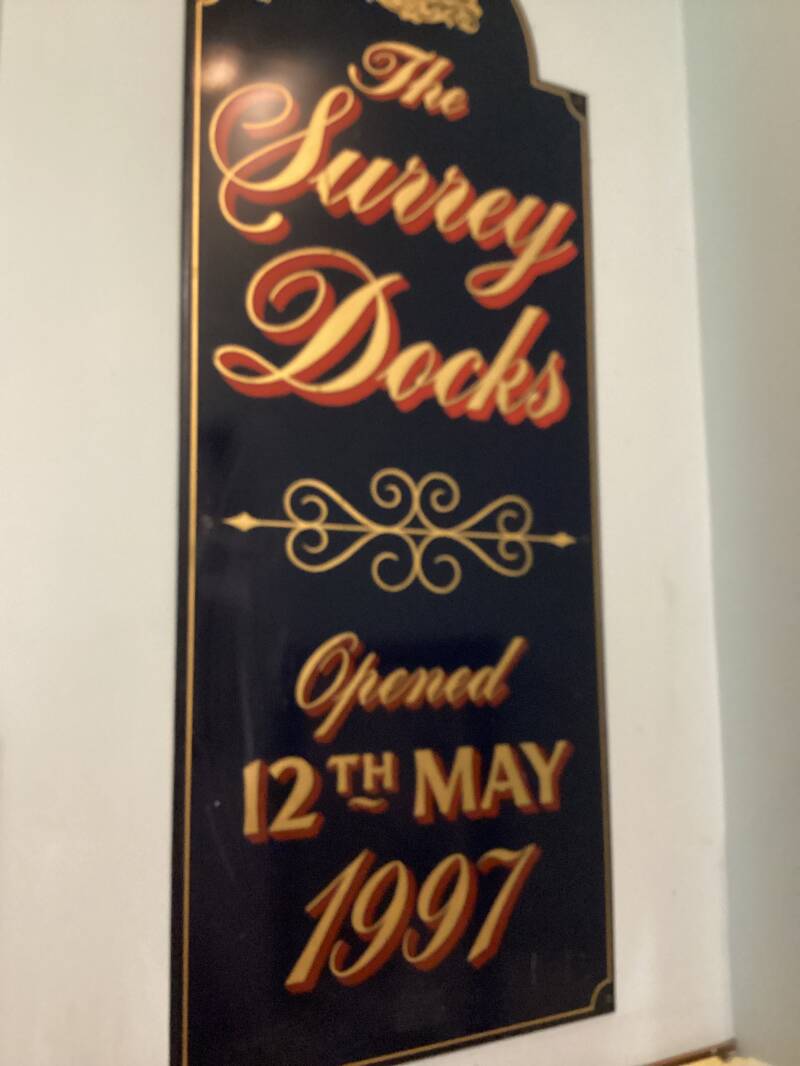 The
Surrey
Docks
Opened
12TH MAY
1997